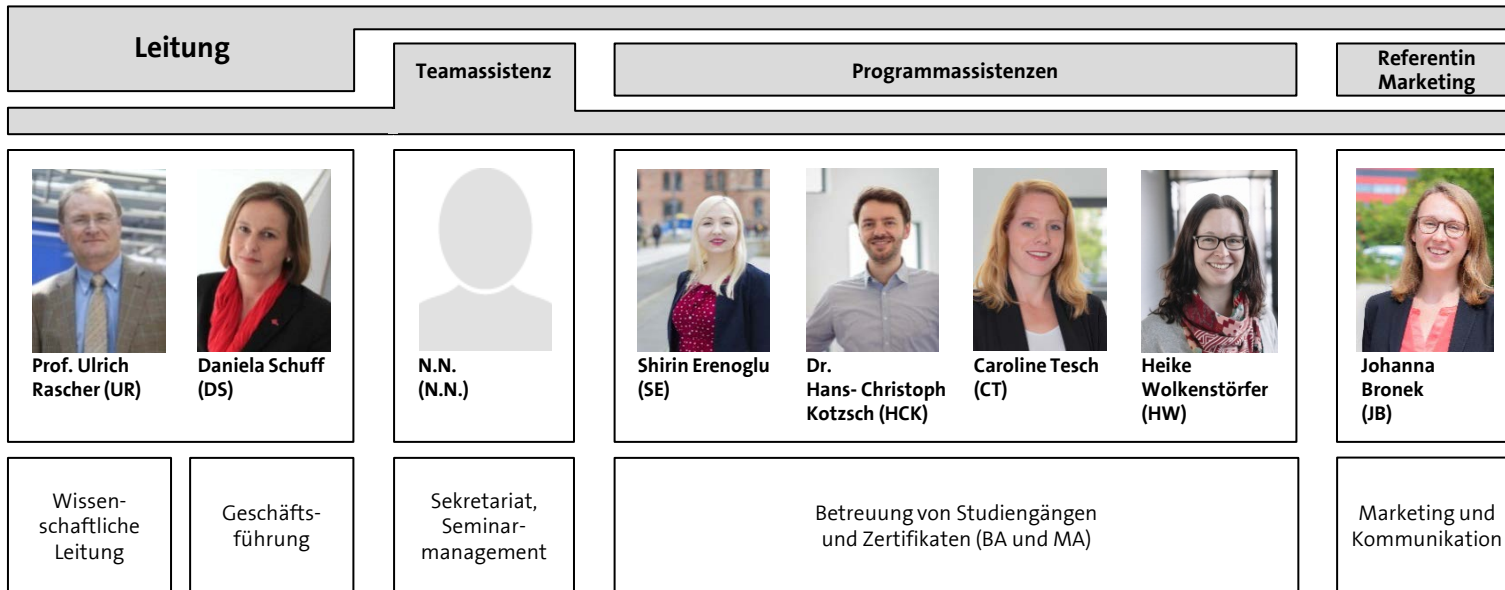 Leitung
Teamassistenz
Programmassistenzen
Referentin
Marketing
Prof. Ulrich
Rascher (UR)
Daniela Schuff
(DS)
N.N.
(N.N.)
Shirin Erenoglu
(SE)
Dr.
Hans- Christoph
Kotzsch (HCK)
Caroline Tesch
(CT)
Heike
Wolkenstörfer
(HW)
Johanna
Bronek
(JB)
Wissen-
schaftliche
Leitung
Geschäfts-
führung
Sekretariat,
Seminar-
management
Betreuung von Studiengängen
und Zertifikaten (BA und MA)
Marketing und
Kommunikation